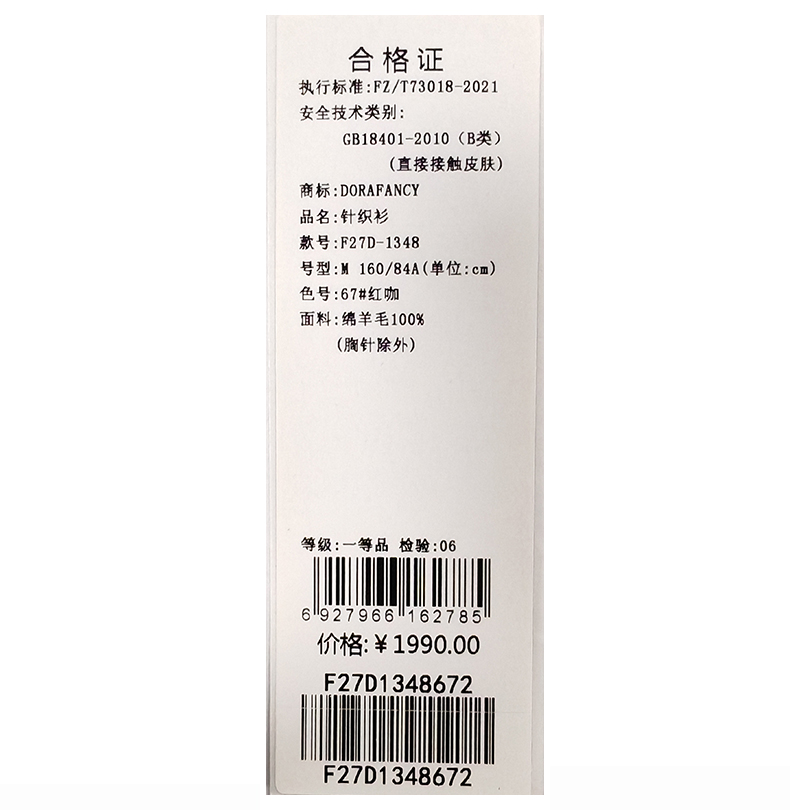 合格证
执行标准:FZ/T73018-2021
安全技术类别:
GB18401-2010（B类）
(直接接触皮肤)
商标:DORAFANCY
品名:针织衫
款号:F27D-1348
号型:M 160/84A(单位:cm)
色号:67#红咖
面料:绵羊毛100%
(胸针除外)
等级:一等品 检验:06
6 927966 162785
价格:￥1990.00
F27D1348672
F27D1348672